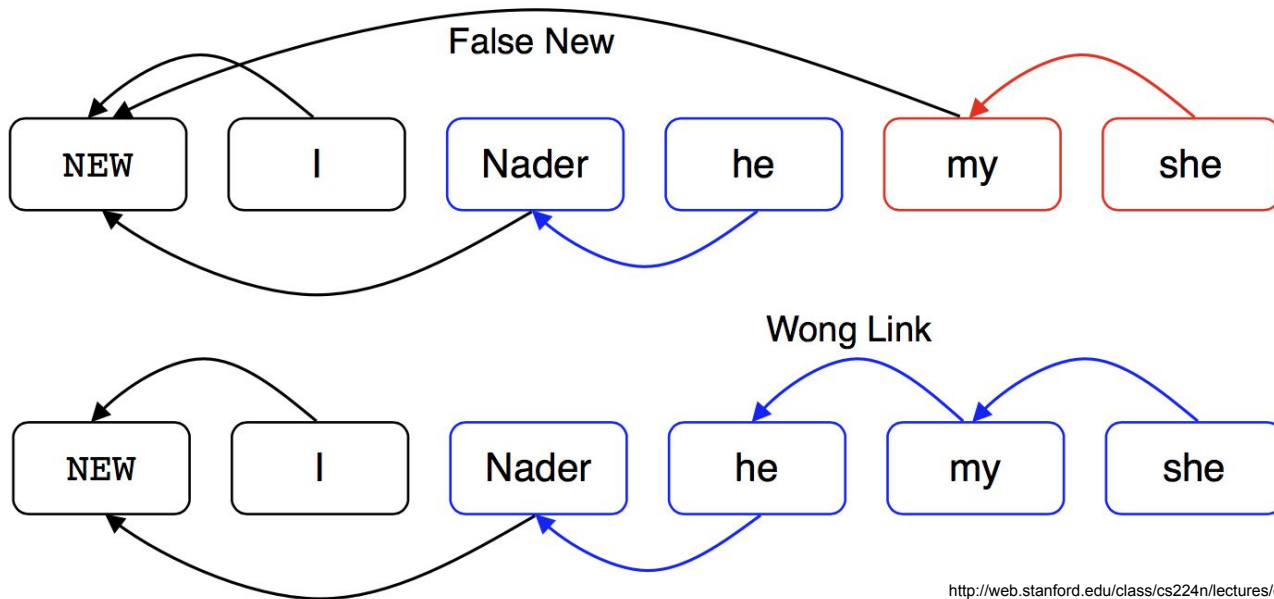 False New
NEW I Nader he my she
Wong Link
NEW I Nader he my she
http://web.stanford.edu/class/cs224n/lectures/